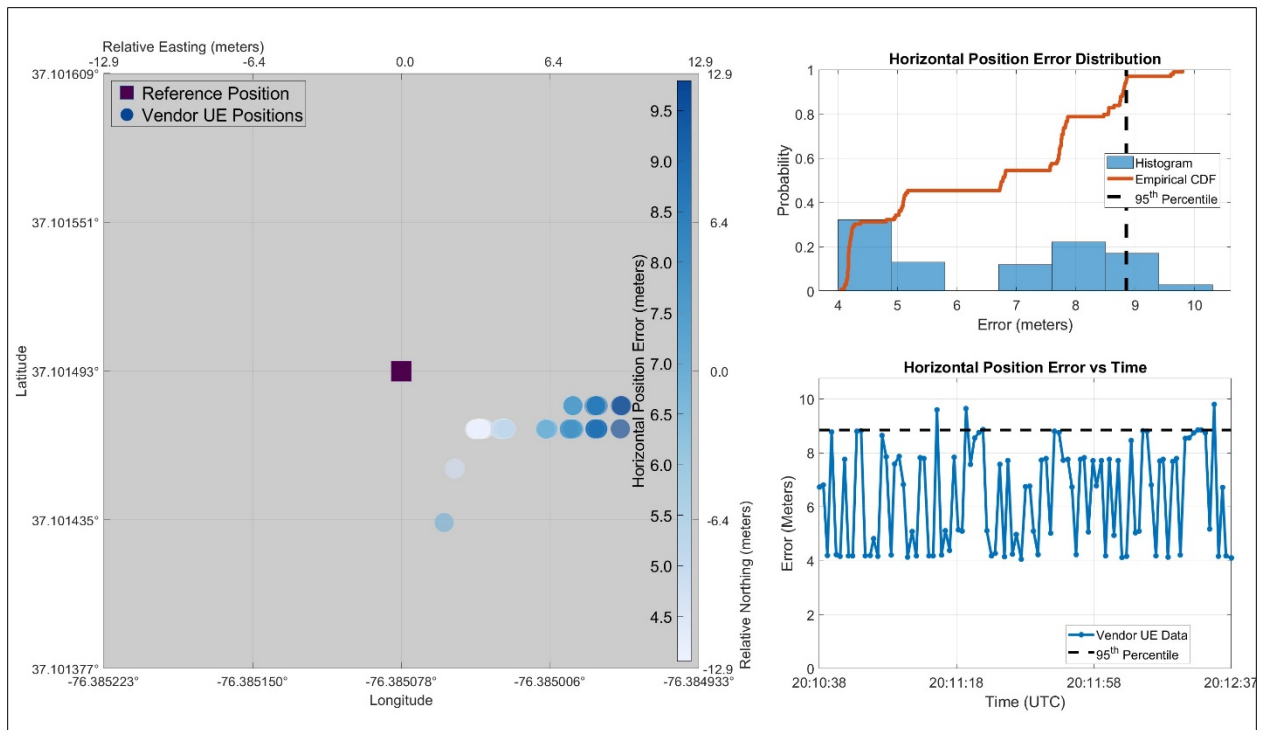 Relative Easting (meters)
-12.9 -6.4 0.0 6.4 12.9
37.101609° 12.9
Reference Position
Vendor UE Positions
37.101551° 6.4
37.101493° 0.0
37.101435° -6.4
37.101377° -12.9
Latitude
-76.385223° -76.385150° -76.385078° -76.385006° -76.384933°
Longitude
Horizontal Position Error (meters)
9.5
9.0
8.5
8.0
7.5
7.0
6.5
6.0
5.5
5.0
4.5
Relative Northing (meters)
Horizontal Position Error Distribution
1
0.8
0.6
0.4
0.2
0
Probability
Histogram
Empirical CDF
95th Percentile
4 5 6 7 8 9 10
Error (meters)
Horizontal Position Error vs Time
10
8
6
4
2
0
Error (Meters)
Vendor UE Data
95th Percentile
20:10:38 20:11:18 20:11:58 20:12:37
Time (UTC)